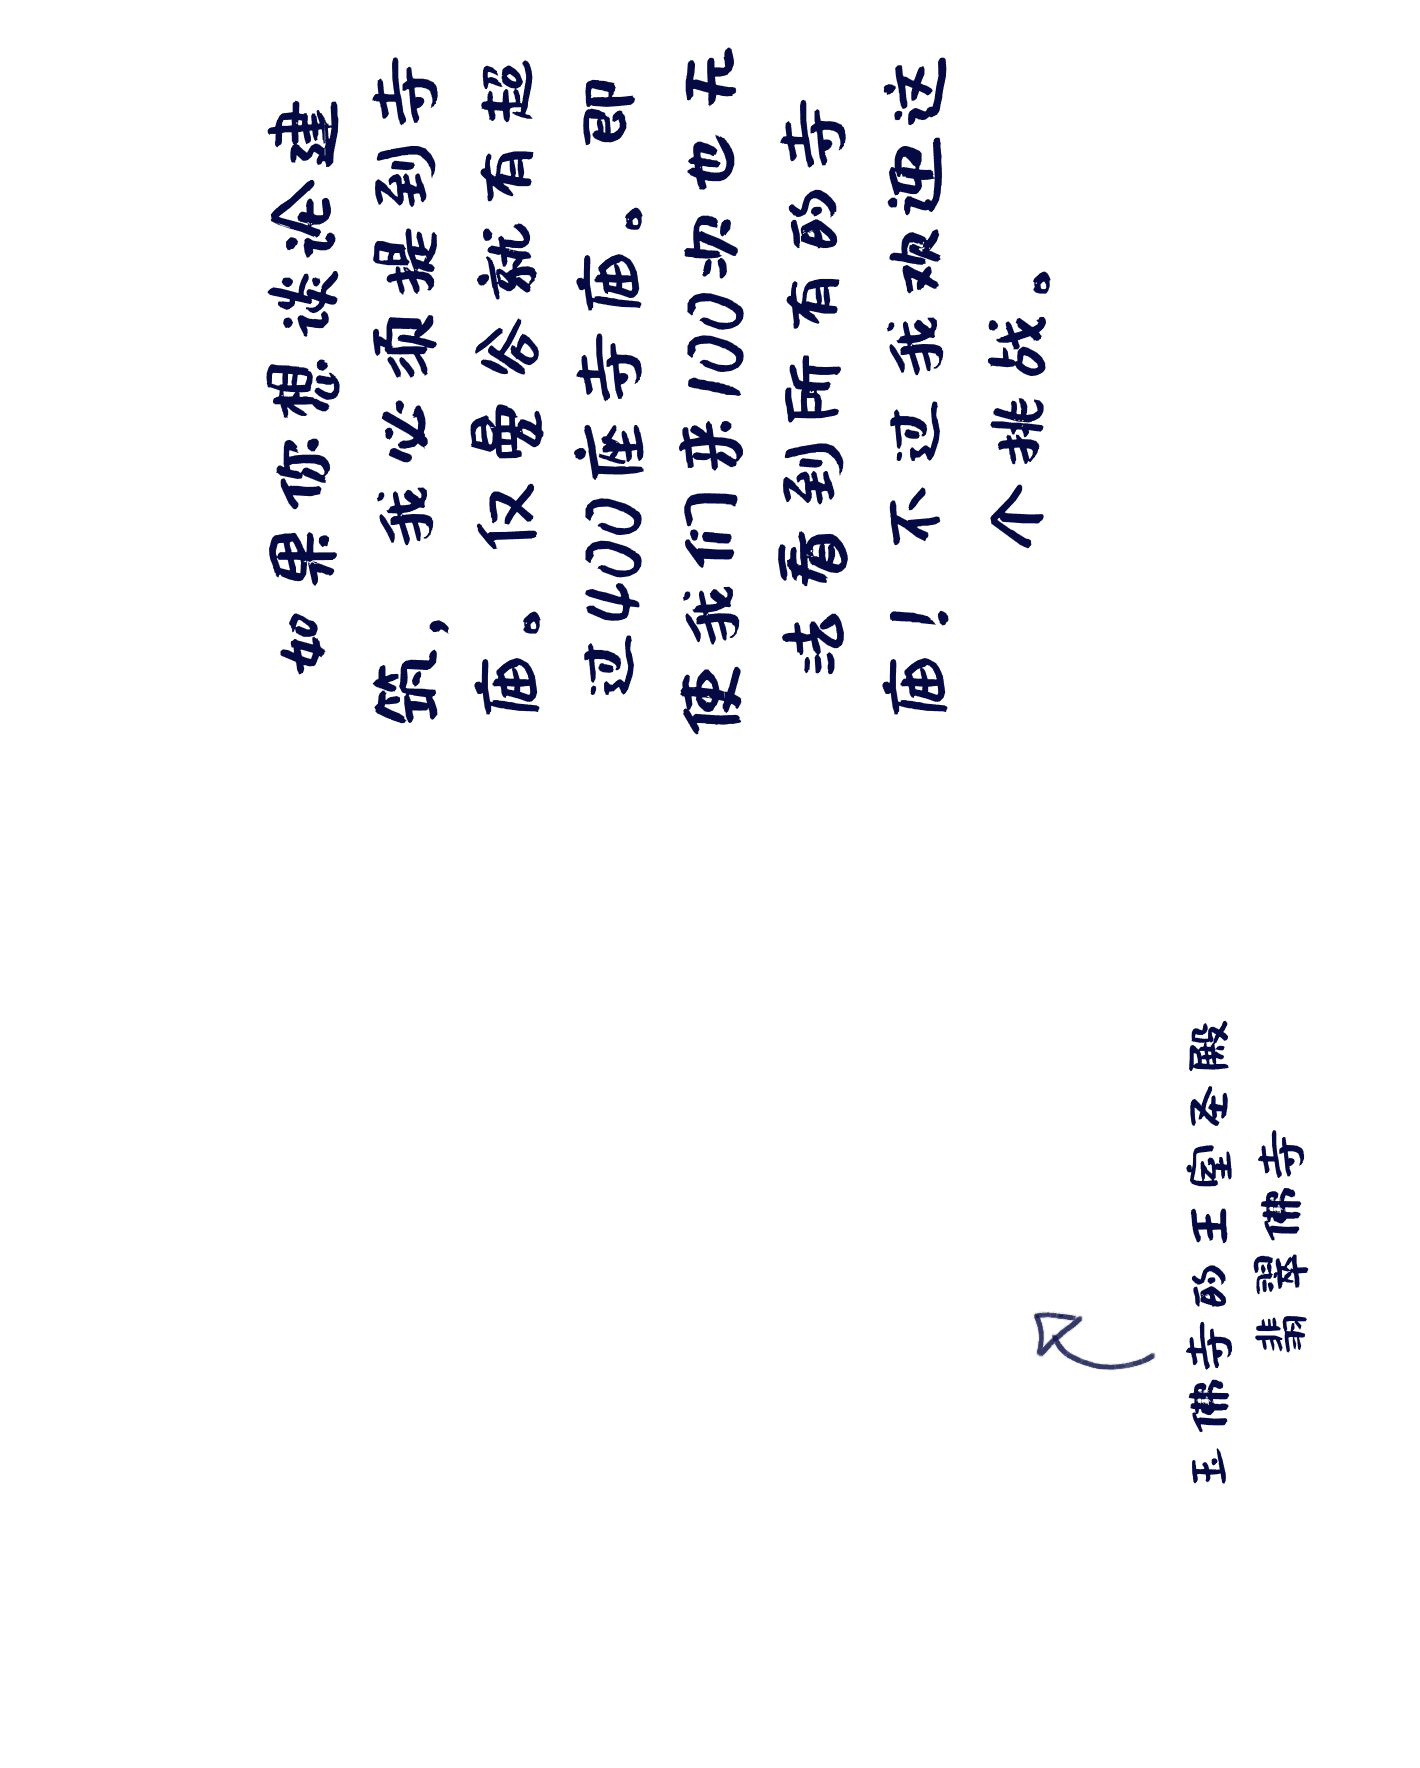 如果你想谈论建
筑，我必须提到寺
庙。仅曼谷就有超
过400座寺庙。即
使我们来100次也无
法看到所有的寺
庙！不过我欢迎这
个挑战。
玉佛寺的王室圣殿
翡翠佛寺